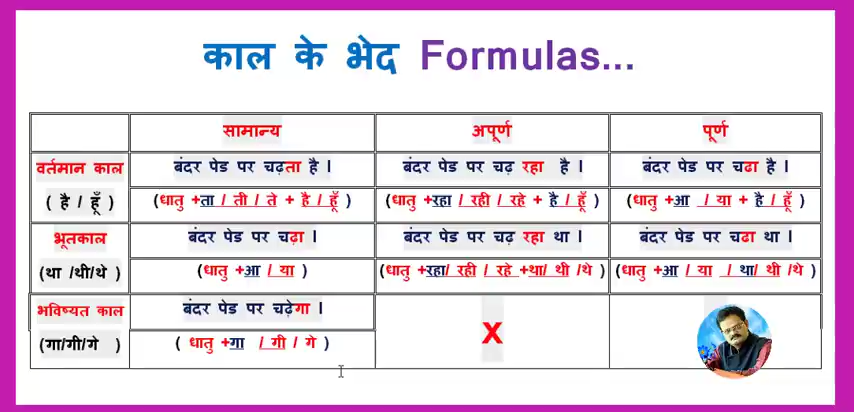 काल के भेद Formulas...
सामान्य अपूर्ण पूर्ण
वर्तमान काल बंदर पेड पर चढ़ता है । बंदर पेड पर चढ़ रहा है । बंदर पेड पर चढा है ।
( है / हूँ ) (धातु +ता / ती / ते + है / हूँ ) (धातु +रहा / रही / रहे + है / हूँ ) (धातु +आ / या + है / हूँ )
भूतकाल बंदर पेड पर चढ़ा । बंदर पेड पर चढ़ रहा था । बंदर पेड पर चढा था ।
(था /थी/थे ) (धातु +आ / या ) (धातु +रहा/ रही / रहे +था/ थी /थे ) (धातु +आ / या / था/ थी /थे )
भविष्यत काल बंदर पेड पर चढ़ेगा ।
(गा/गी/गे ) ( धातु +गा / गी / गे ) X